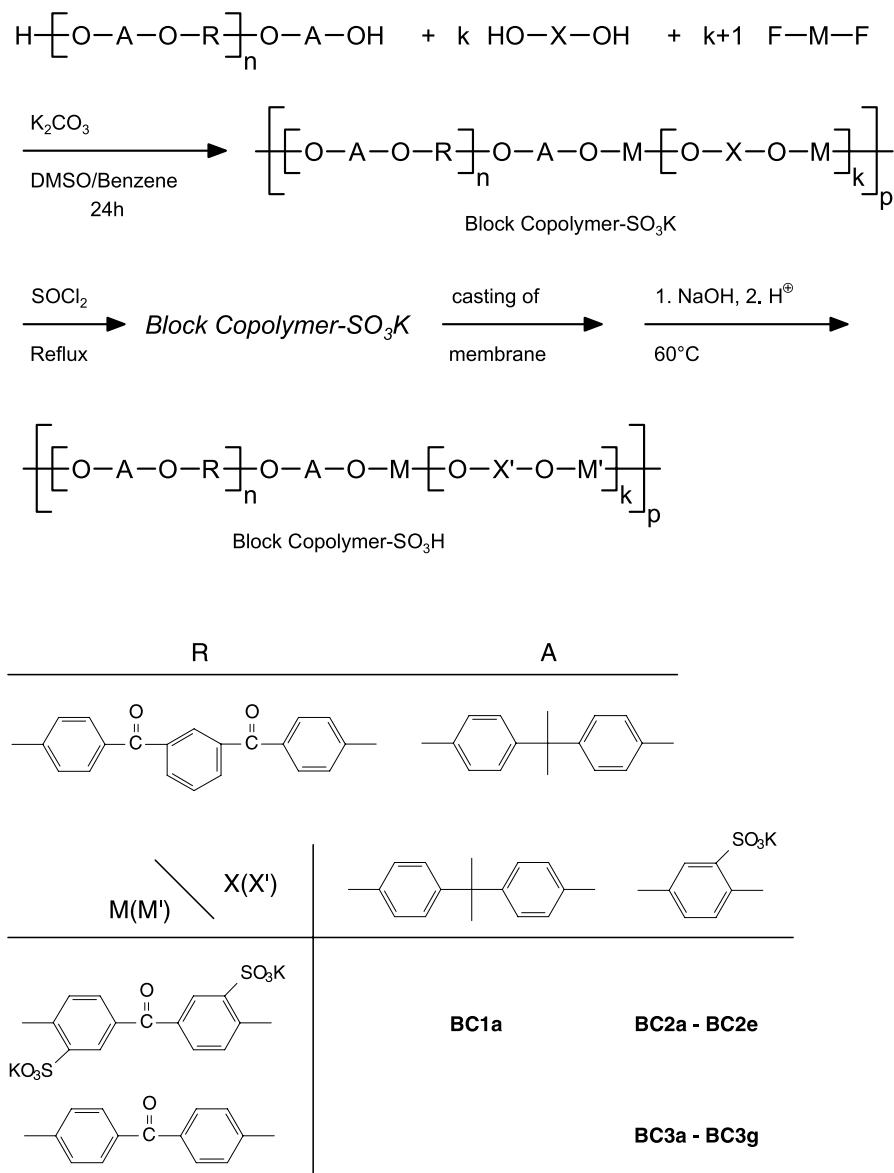 H-[-O-A-O-R-]n-O-A-OH + k HO-X-OH + k+1 F-M-F
K₂CO₃
DMSO/Benzene
24h
[-[-O-A-O-R-]n-O-A-O-M-[-O-X-O-M-]k-]p
Block Copolymer-SO₃K
SOCl₂
Reflux
Block Copolymer-SO₃K
casting of
membrane
1. NaOH, 2. H⊕
60°C
[-[-O-A-O-R-]n-O-A-O-M-[-O-X'-O-M'-]k-]p
Block Copolymer-SO₃H
R A
O O
C C
M(M') X(X')
SO₃K
SO₃K
O
C
KO₃S
BC1a BC2a - BC2e
O
C
BC3a - BC3g